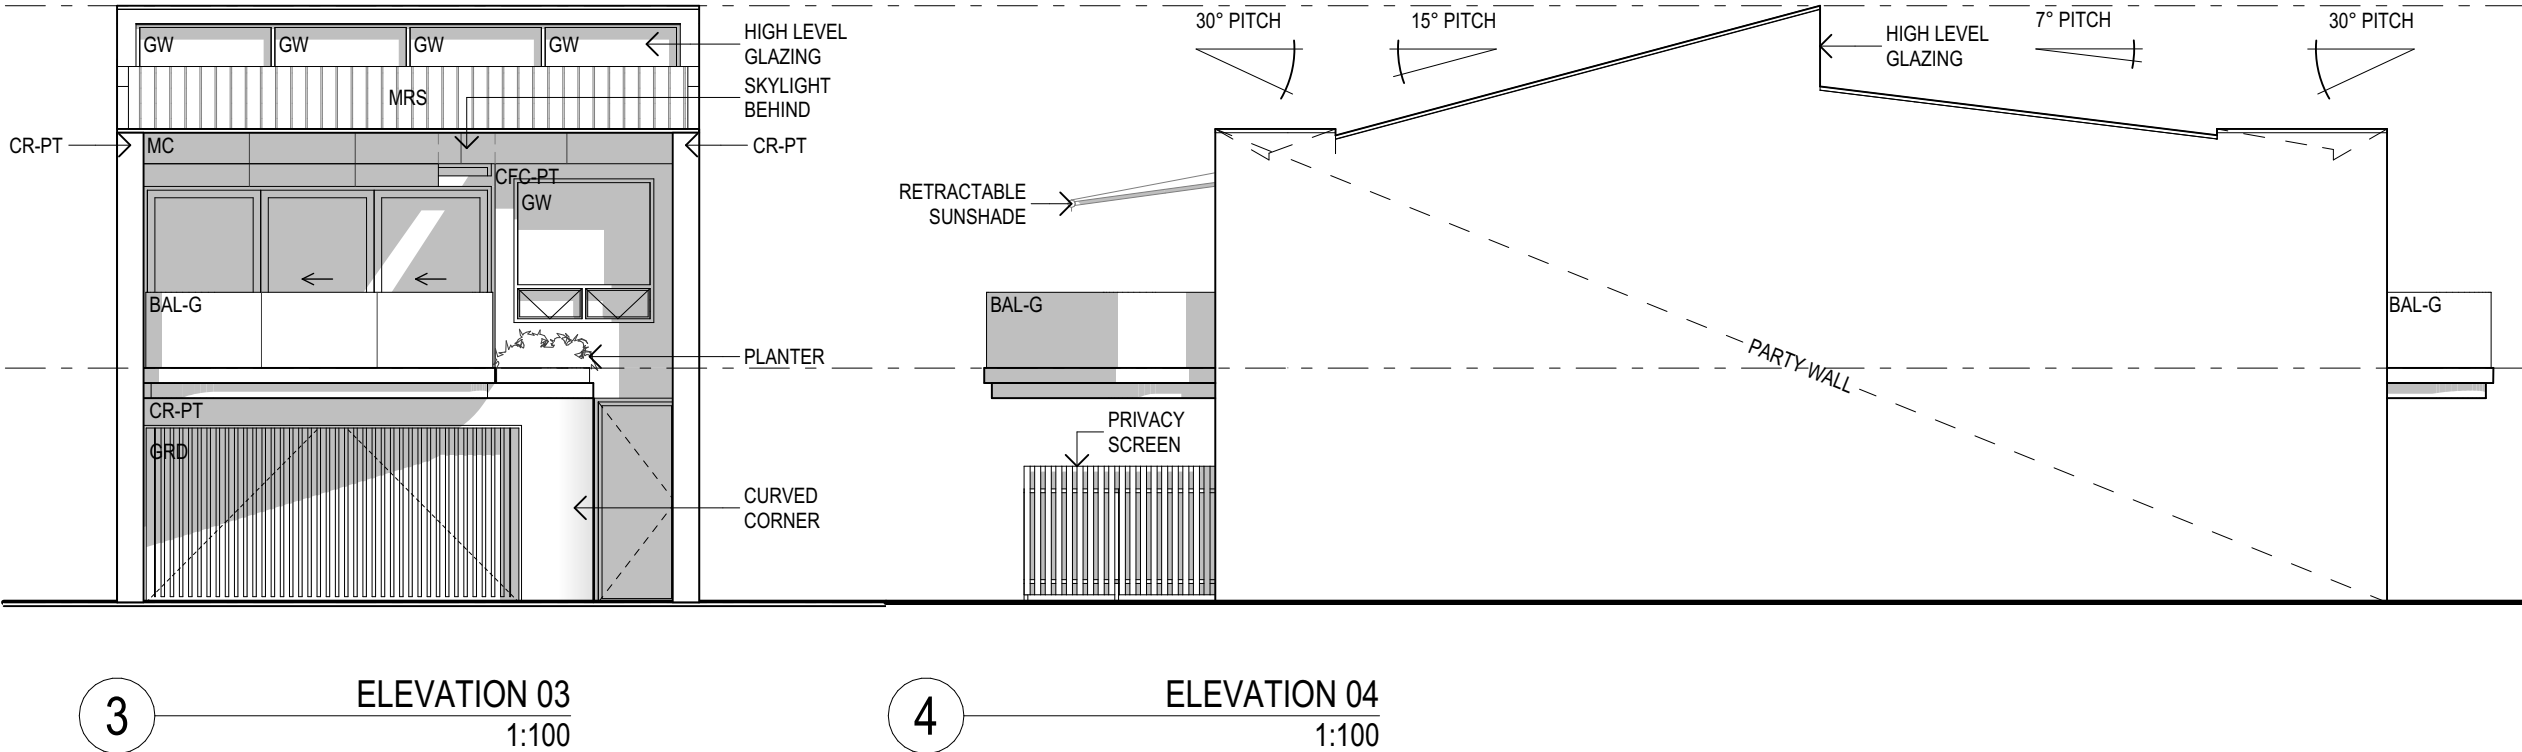 GW
GW
GW
GW
HIGH LEVEL
GLAZING
SKYLIGHT
BEHIND
MRS
CR-PT
MC
CR-PT
CFC-PT
GW
BAL-G
PLANTER
CR-PT
GRD
CURVED
CORNER
3
ELEVATION 03
1:100
30° PITCH
15° PITCH
HIGH LEVEL
GLAZING
7° PITCH
30° PITCH
RETRACTABLE
SUNSHADE
BAL-G
BAL-G
PARTY WALL
PRIVACY
SCREEN
4
ELEVATION 04
1:100